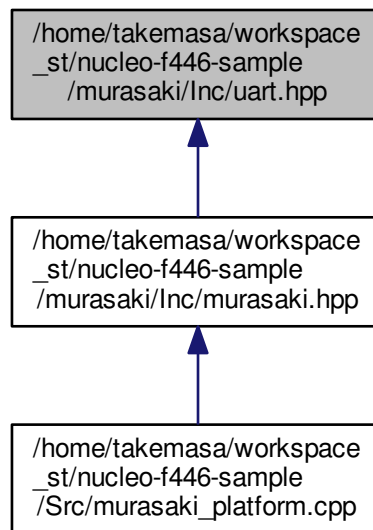 /home/takemasa/workspace
_st/nucleo-f446-sample
/murasaki/Inc/uart.hpp
/home/takemasa/workspace
_st/nucleo-f446-sample
/murasaki/Inc/murasaki.hpp
/home/takemasa/workspace
_st/nucleo-f446-sample
/Src/murasaki_platform.cpp